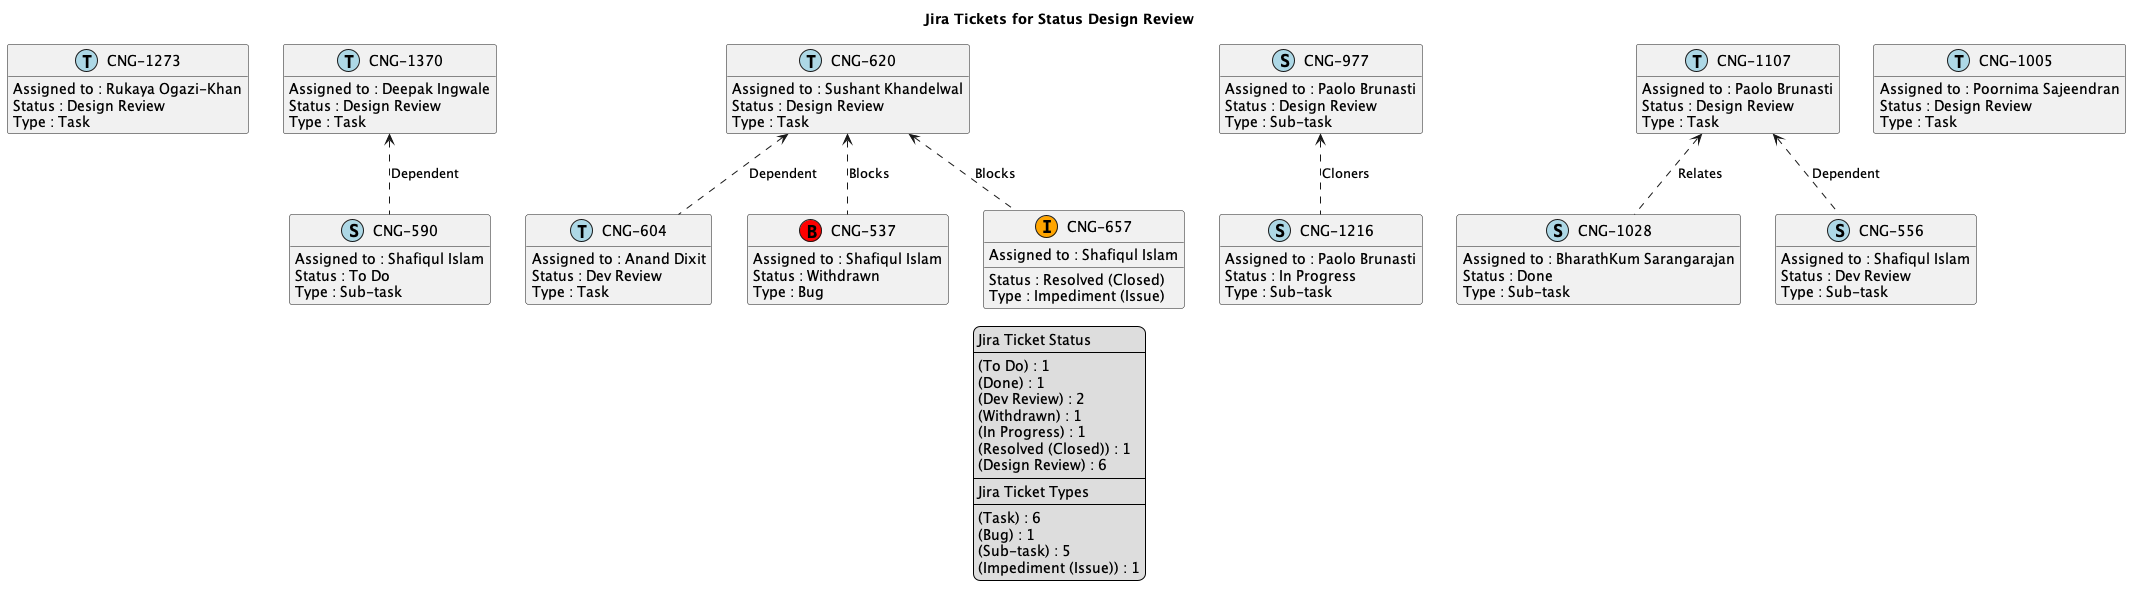 Jira Tickets for Status Design Review
T CNG-1273
Assigned to : Rukaya Ogazi-Khan
Status : Design Review
Type : Task
T CNG-1370
Assigned to : Deepak Ingwale
Status : Design Review
Type : Task
T CNG-620
Assigned to : Sushant Khandelwal
Status : Design Review
Type : Task
S CNG-977
Assigned to : Paolo Brunasti
Status : Design Review
Type : Sub-task
T CNG-1107
Assigned to : Paolo Brunasti
Status : Design Review
Type : Task
T CNG-1005
Assigned to : Poornima Sajeendran
Status : Design Review
Type : Task
Dependent
Dependent
Blocks
Blocks
Cloners
Relates
Dependent
S CNG-590
Assigned to : Shafiqul Islam
Status : To Do
Type : Sub-task
T CNG-604
Assigned to : Anand Dixit
Status : Dev Review
Type : Task
B CNG-537
Assigned to : Shafiqul Islam
Status : Withdrawn
Type : Bug
I CNG-657
Assigned to : Shafiqul Islam
Status : Resolved (Closed)
Type : Impediment (Issue)
S CNG-1216
Assigned to : Paolo Brunasti
Status : In Progress
Type : Sub-task
S CNG-1028
Assigned to : BharathKum Sarangarajan
Status : Done
Type : Sub-task
S CNG-556
Assigned to : Shafiqul Islam
Status : Dev Review
Type : Sub-task
Jira Ticket Status
(To Do) : 1
(Done) : 1
(Dev Review) : 2
(Withdrawn) : 1
(In Progress) : 1
(Resolved (Closed)) : 1
(Design Review) : 6
Jira Ticket Types
(Task) : 6
(Bug) : 1
(Sub-task) : 5
(Impediment (Issue)) : 1